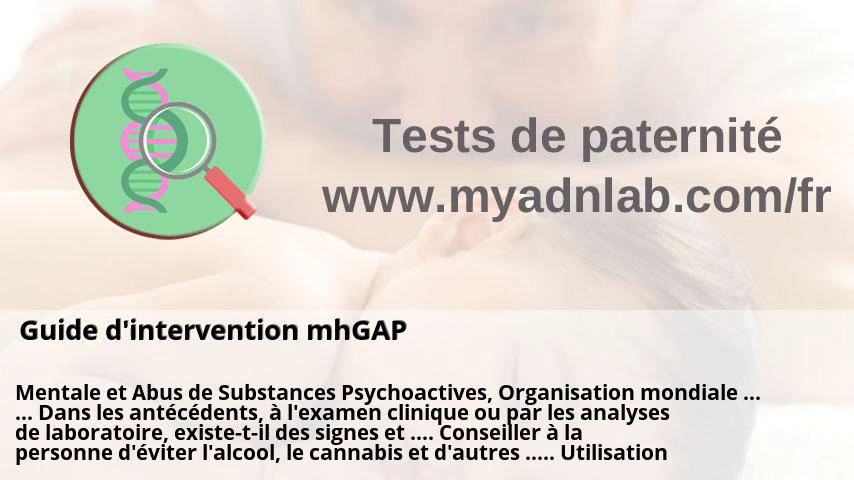 Tests de paternité
www.myadnlab.com/fr
Guide d'intervention mhGAP
Mentale et Abus de Substances Psychoactives, Organisation mondiale ...
... Dans les antécédents, à l'examen clinique ou par les analyses
de laboratoire, existe-t-il des signes et .... Conseiller à la
personne d'éviter l'alcool, le cannabis et d'autres ..... Utilisation